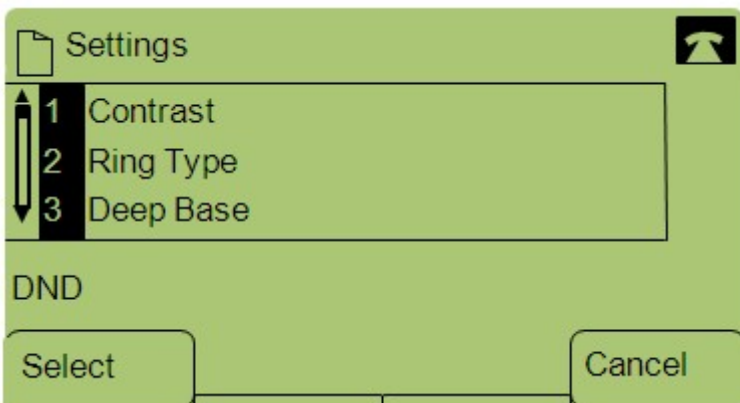 Settings
1 Contrast
2 Ring Type
3 Deep Base
DND
Select Cancel